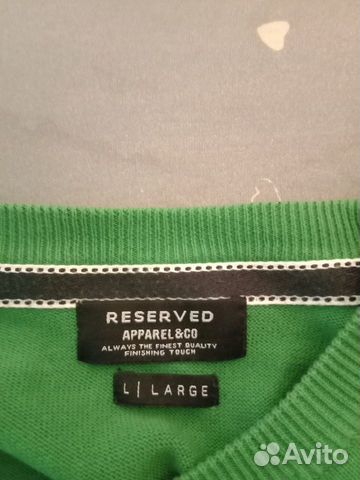 RESERVED
APPAREL&CO
ALWAYS THE FINEST QUALITY
FINISHING TOUCH
L | LARGE
Avito